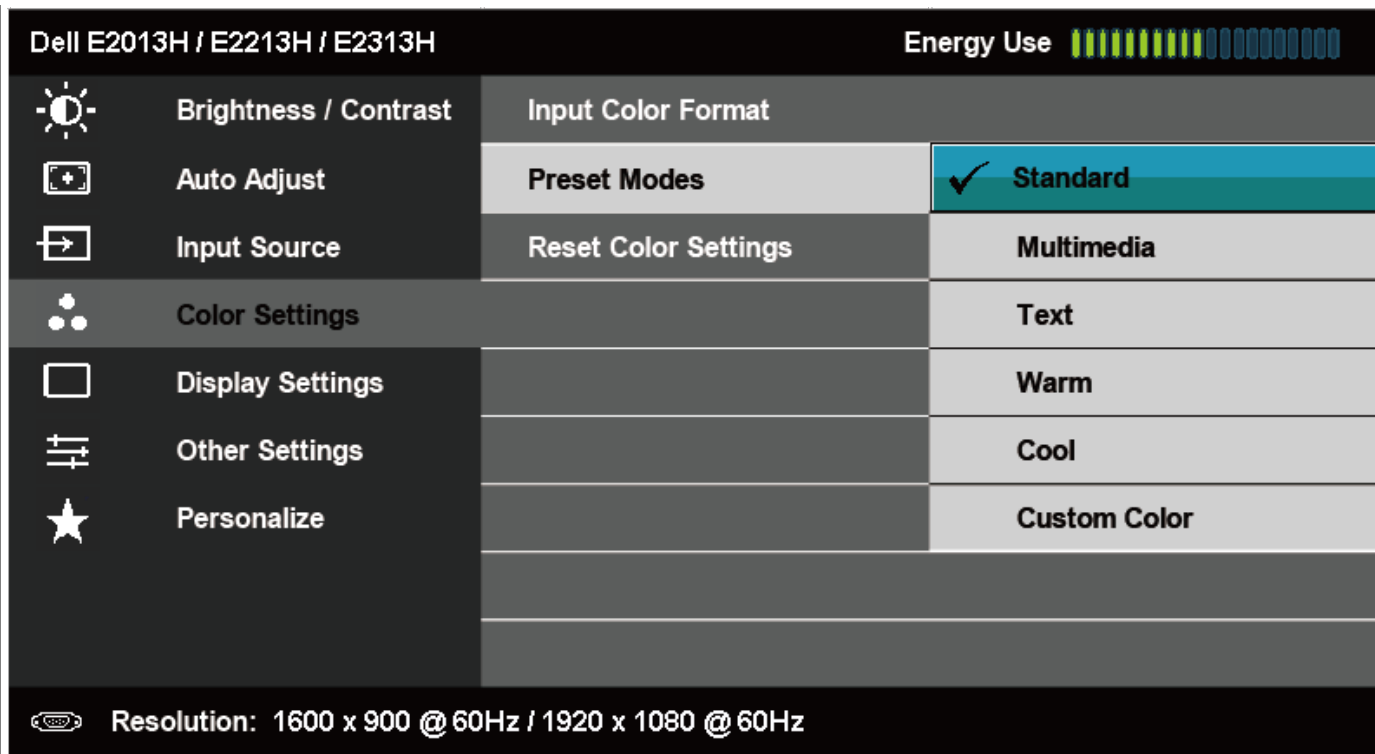 Dell E2013H / E2213H / E2313H
Energy Use
Brightness / Contrast
Input Color Format
Auto Adjust
Preset Modes
Standard
Input Source
Reset Color Settings
Multimedia
Color Settings
Text
Display Settings
Warm
Other Settings
Cool
Personalize
Custom Color
Resolution: 1600 x 900 @ 60Hz / 1920 x 1080 @ 60Hz